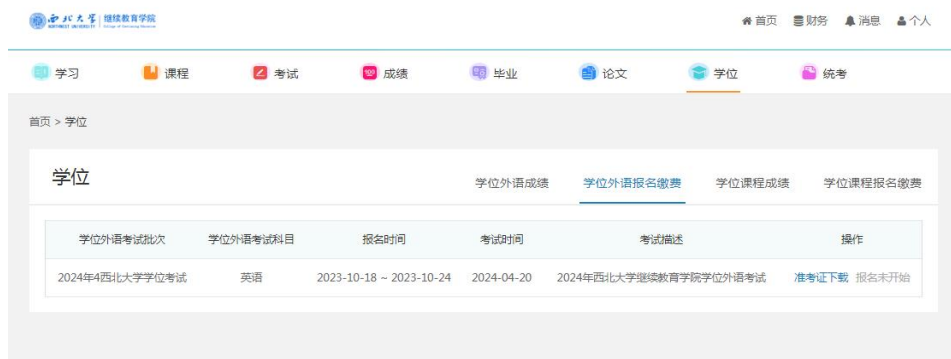 西北大学 继续教育学院
首页 财务 消息 个人
学习 课程 考试 成绩 毕业 论文 学位 统考
首页 > 学位
学位
学位外语成绩 学位外语报名缴费 学位课程成绩 学位课程报名缴费
学位外语考试批次 学位外语考试科目 报名时间 考试时间 考试描述 操作
2024年4西北大学学位考试 英语 2023-10-18 ~ 2023-10-24 2024-04-20 2024年西北大学继续教育学院学位外语考试 准考证下载 报名未开始